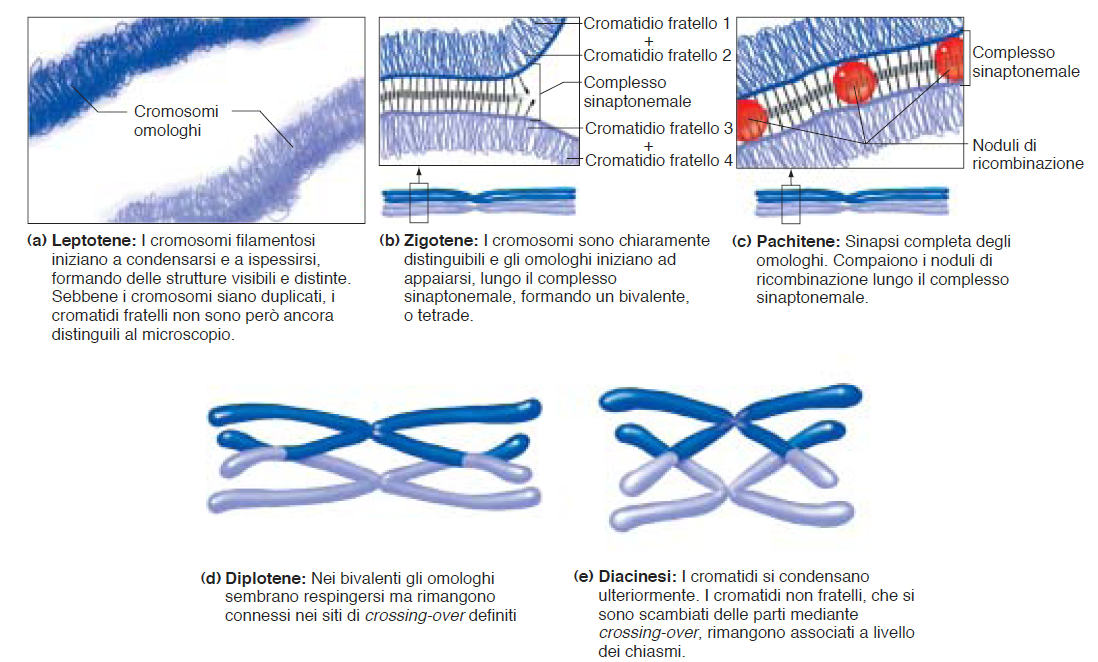 Cromosomi
omologhi
(a) Leptotene: I cromosomi filamentosi
iniziano a condensarsi e a ispessirsi,
formando delle strutture visibili e distinte.
Sebbene i cromosomi siano duplicati, i
cromatidi fratelli non sono però ancora
distinguili al microscopio.
Cromatidio fratello 1
+
Cromatidio fratello 2
Complesso
sinaptonemale
Cromatidio fratello 3
+
Cromatidio fratello 4
(b) Zigotene: I cromosomi sono chiaramente
distinguibili e gli omologhi iniziano ad
appaiarsi, lungo il complesso
sinaptonemale, formando un bivalente,
o tetrade.
Complesso
sinaptonemale
Noduli di
ricombinazione
(c) Pachitene: Sinapsi completa degli
omologhi. Compaiono i noduli di
ricombinazione lungo il complesso
sinaptonemale.
(d) Diplotene: Nei bivalenti gli omologhi
sembrano respingersi ma rimangono
connessi nei siti di crossing-over definiti
(e) Diacinesi: I cromatidi si condensano
ulteriormente. I cromatidi non fratelli, che si
sono scambiati delle parti mediante
crossing-over, rimangono associati a livello
dei chiasmi.